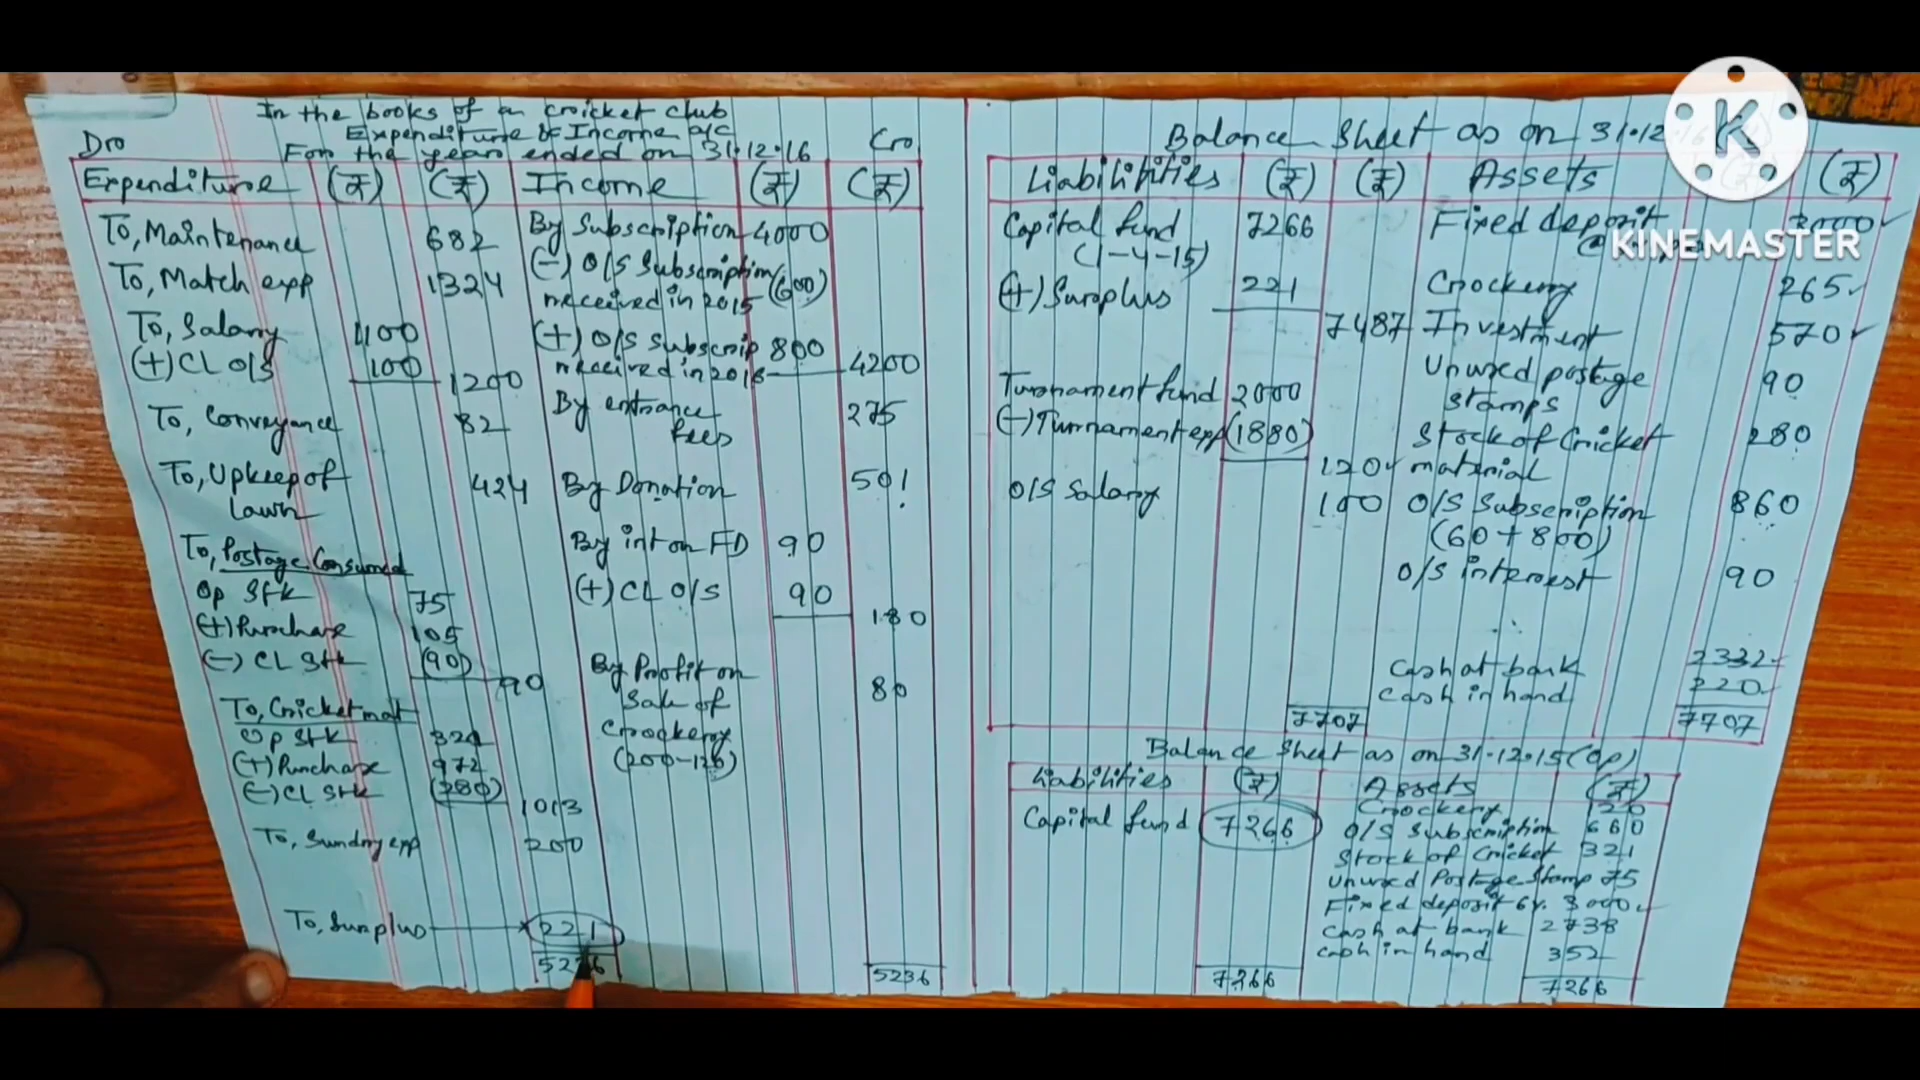 In the books of a cricket club
Expenditure & Income a/c
For the years ended on 31.12.16
Dr
Cr
Expenditure (₹) (₹) Income (₹) (₹)
To, Maintenance 682
To, Match exp 1324
To, Salary 1100
(+) CL O/S 100
1200
To, Conveyance 82
To, Upkeep of 424
Lawn
To, Postage Consumed
Op Stk 75
(+) Purchase 105
(-) CL Stk (90)
90
To, Cricket mat
Op Stk 321
(+) Purchase 972
(-) CL Stk (280)
1013
To, Sundry exp 200
To, Surplus 221
5236
By Subscription 4000
(-) O/S Subscription (600)
received in 2015
(+) O/S Subscrip 800
received in 2016 4200
By entrance 275
fees
By Donation 501
By int on FD 90
(+) CL O/S 90
180
By Profit on
Sale of 80
Crockery
(200-120)
5236
Balance Sheet as on 31.12.16
Liabilitities (₹) (₹) Assets (₹)
Capital fund 7266
(1-4-15)
(+) Surplus 221
7487
Turnament fund 2000
(-) Turnament exp (1880)
120
O/S Salary 100
7707
Fixed deposit 3000
Crockery 265
Investment 570
Unused postage 90
stamps
Stock of Cricket 280
material
O/S Subscription 860
(60+800)
O/S interest 90
Cash at bank 2332
Cash in hand 220
7707
Balance Sheet as on 31.12.15 (Op)
Liabilities (₹) Assets (₹)
Capital fund 7266
7266
Crockery
O/S Subscription 660
Stock of Cricket 321
Unused Postage Stamp 75
Fixed deposit 6%. 3000
Cash at bank 2738
Cash in hand 352
7266
K
KINEMASTER